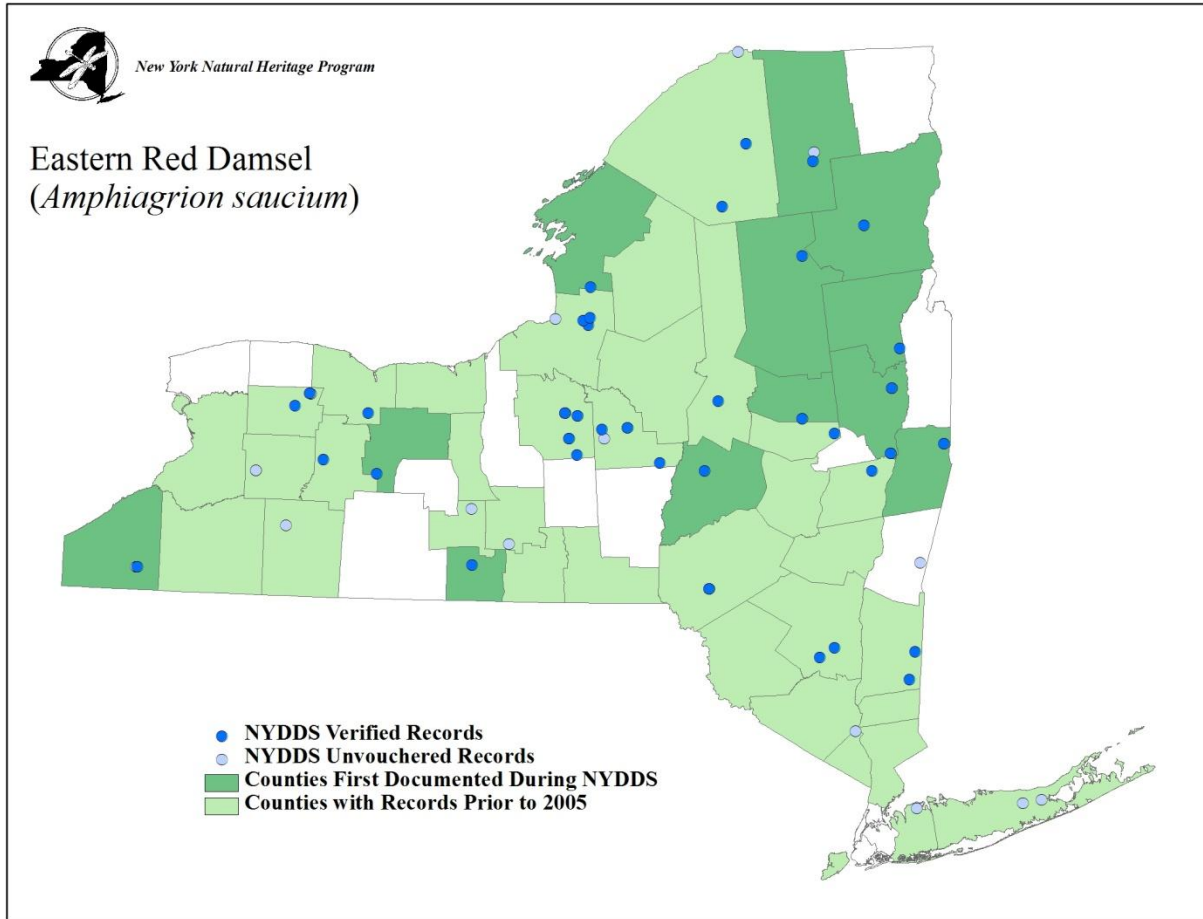 New York Natural Heritage Program
Eastern Red Damsel
(Amphiagrion saucium)
NYDDS Verified Records
NYDDS Unvouchered Records
Counties First Documented During NYDDS
Counties with Records Prior to 2005